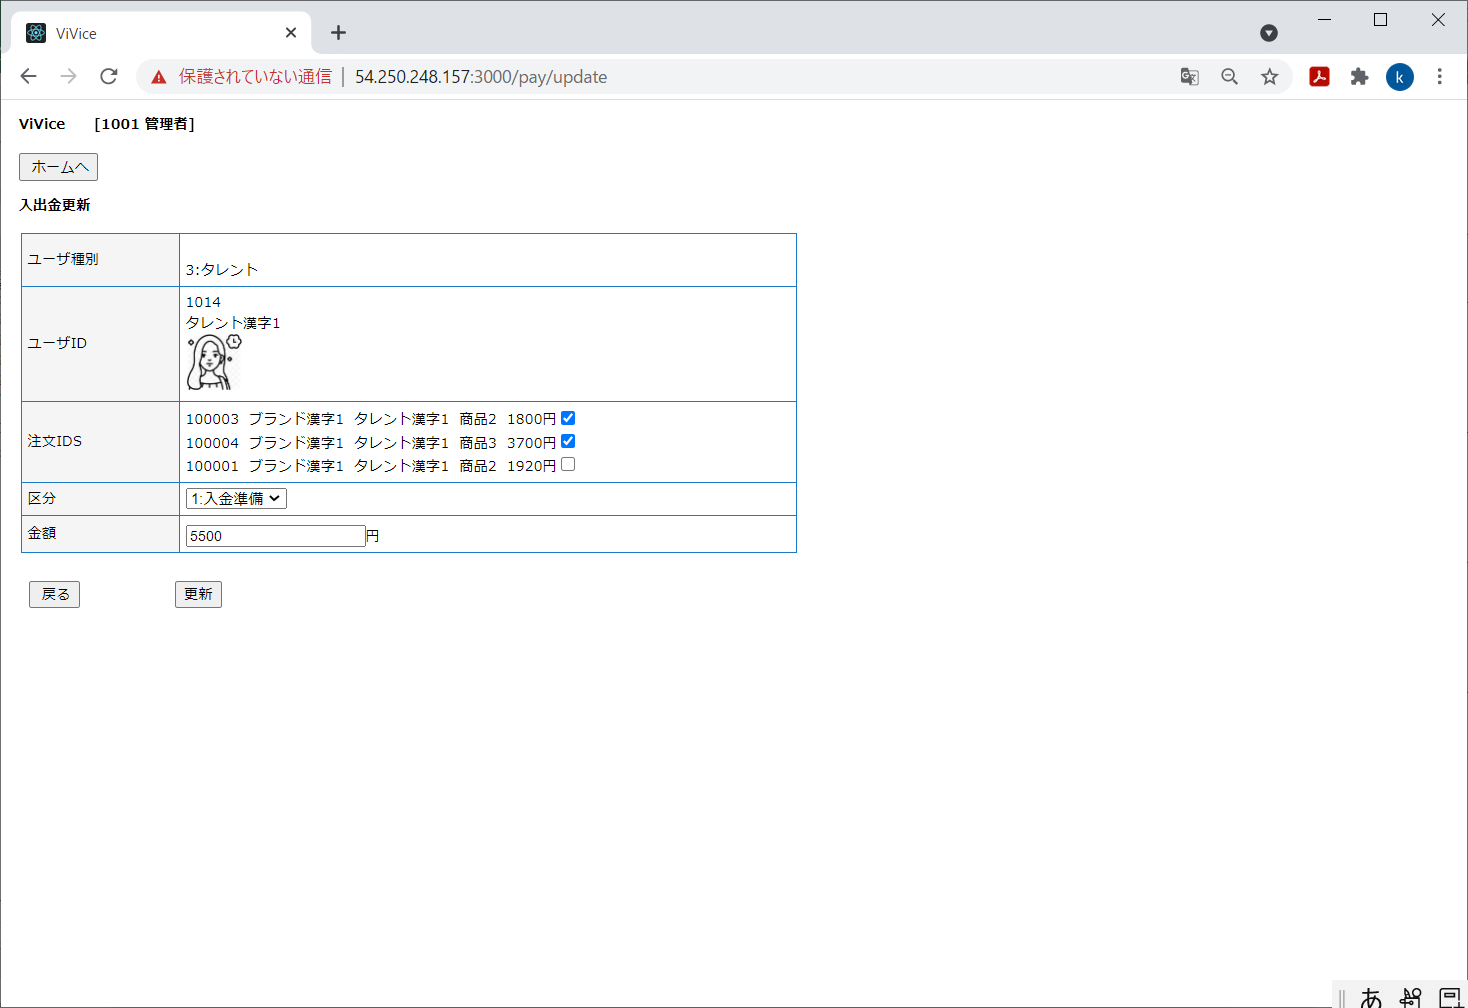 ViVice
保護されていない通信 | 54.250.248.157:3000/pay/update
k
ViVice [1001 管理者]
ホームへ
入出金更新
ユーザ種別
3:タレント
ユーザID
1014
タレント漢字1
注文IDS
100003 ブランド漢字1 タレント漢字1 商品2 1800円
100004 ブランド漢字1 タレント漢字1 商品3 3700円
100001 ブランド漢字1 タレント漢字1 商品2 1920円
区分
1:入金準備
金額
5500円
戻る 更新
あ